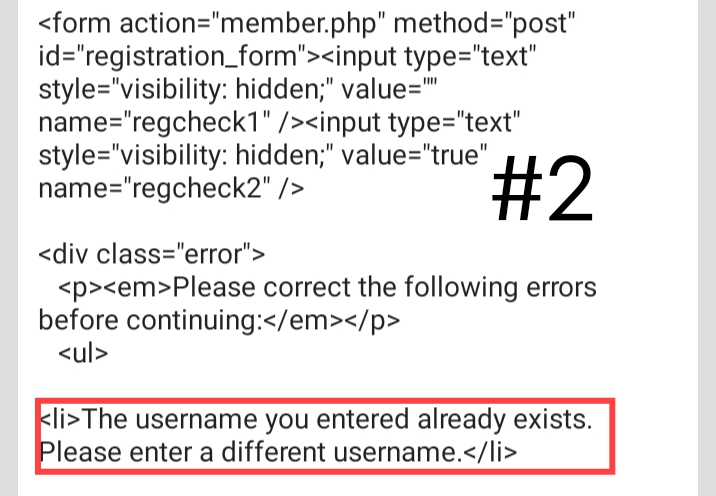 <form action="member.php" method="post"
id="registration_form"><input type="text"
style="visibility: hidden;" value=""
name="regcheck1" /><input type="text"
style="visibility: hidden;" value="true"
name="regcheck2" />
#2
<div class="error">
<p><em>Please correct the following errors
before continuing:</em></p>
<ul>
<li>The username you entered already exists.
Please enter a different username.</li>